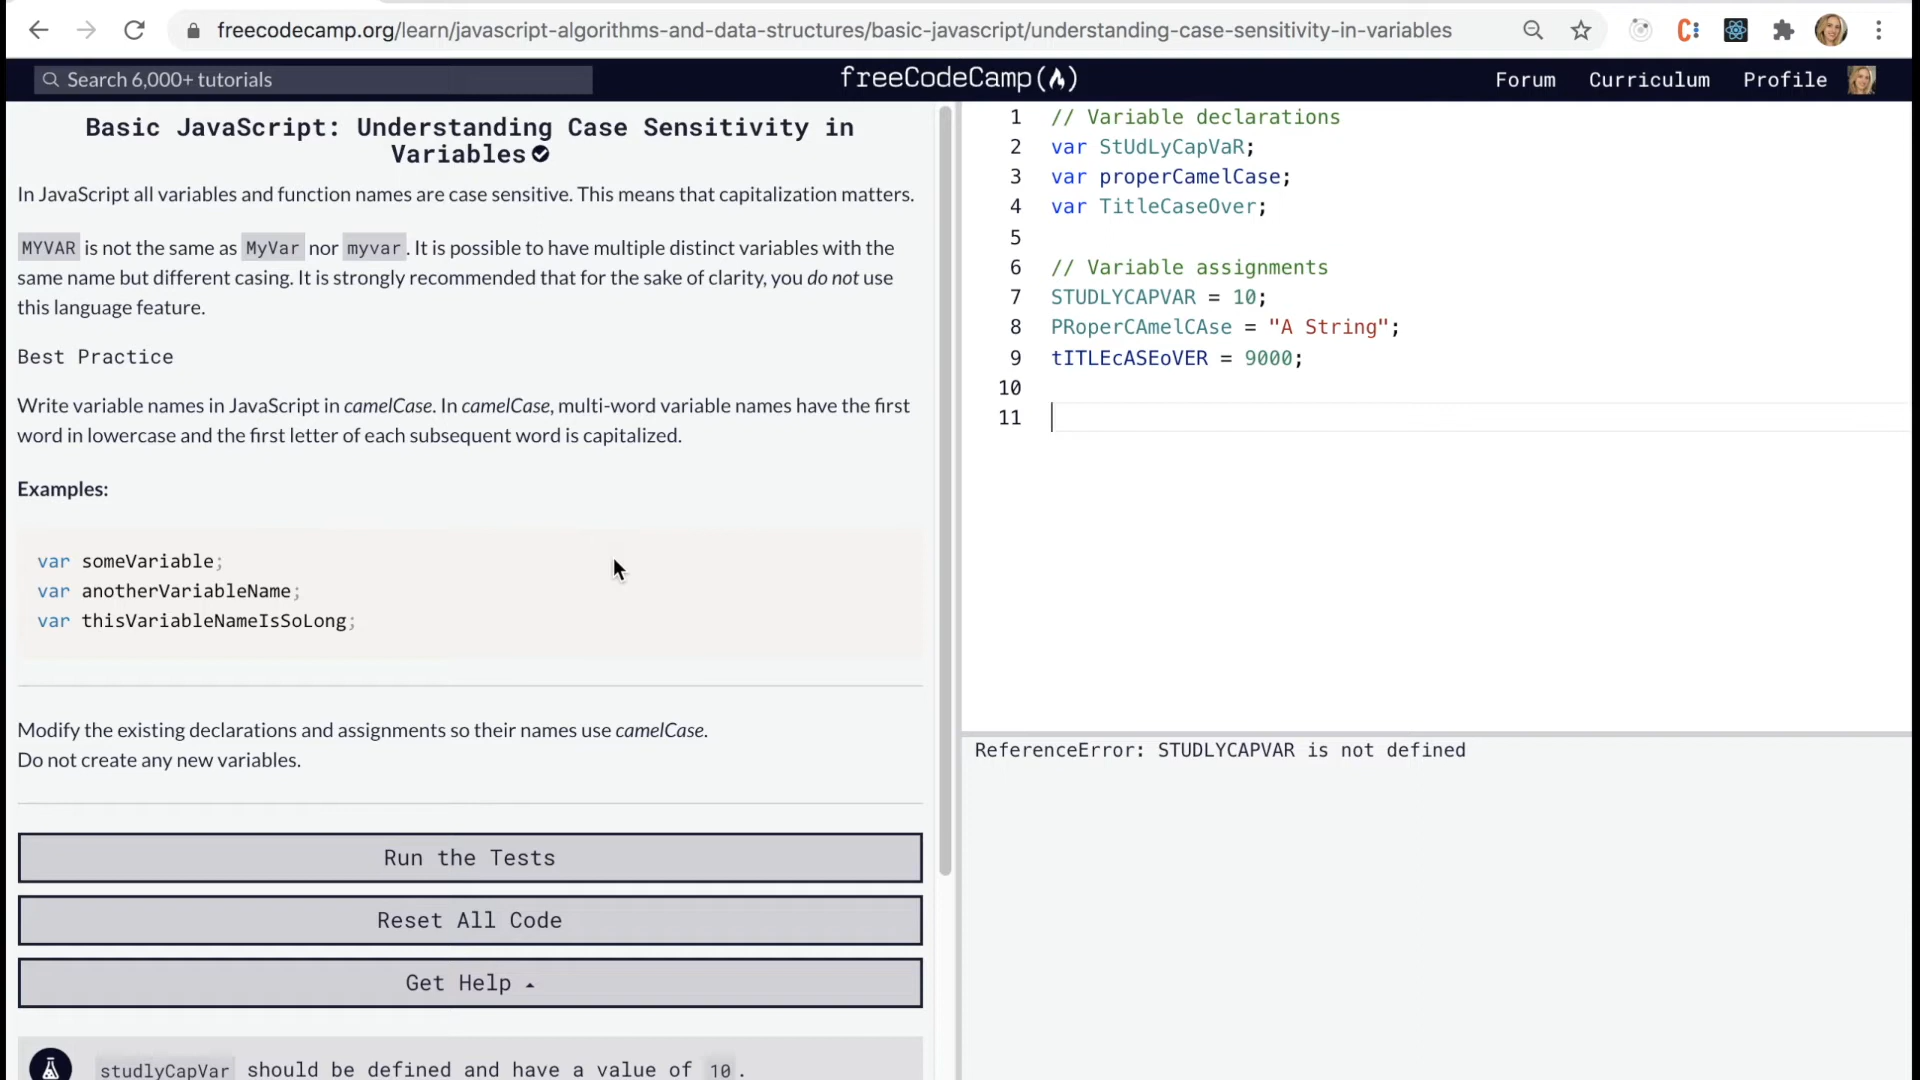 freecodecamp.org/learn/javascript-algorithms-and-data-structures/basic-javascript/understanding-case-sensitivity-in-variables
Search 6,000+ tutorials
freeCodeCamp
Forum
Curriculum
Profile
Basic JavaScript: Understanding Case Sensitivity in
Variables
In JavaScript all variables and function names are case sensitive. This means that capitalization matters.
MYVAR is not the same as MyVar nor myvar. It is possible to have multiple distinct variables with the
same name but different casing. It is strongly recommended that for the sake of clarity, you do not use
this language feature.
Best Practice
Write variable names in JavaScript in camelCase. In camelCase, multi-word variable names have the first
word in lowercase and the first letter of each subsequent word is capitalized.
Examples:
var someVariable;
var anotherVariableName;
var thisVariableNameIsSoLong;
Modify the existing declarations and assignments so their names use camelCase.
Do not create any new variables.
Run the Tests
Reset All Code
Get Help
studlyCapVar should be defined and have a value of 10.
1 // Variable declarations
2 var StUdLyCapVaR;
3 var properCamelCase;
4 var TitleCaseOver;
5
6 // Variable assignments
7 STUDLYCAPVAR = 10;
8 PRoperCAmelCAse = "A String";
9 tITLEcASEoVER = 9000;
10
11
ReferenceError: STUDLYCAPVAR is not defined